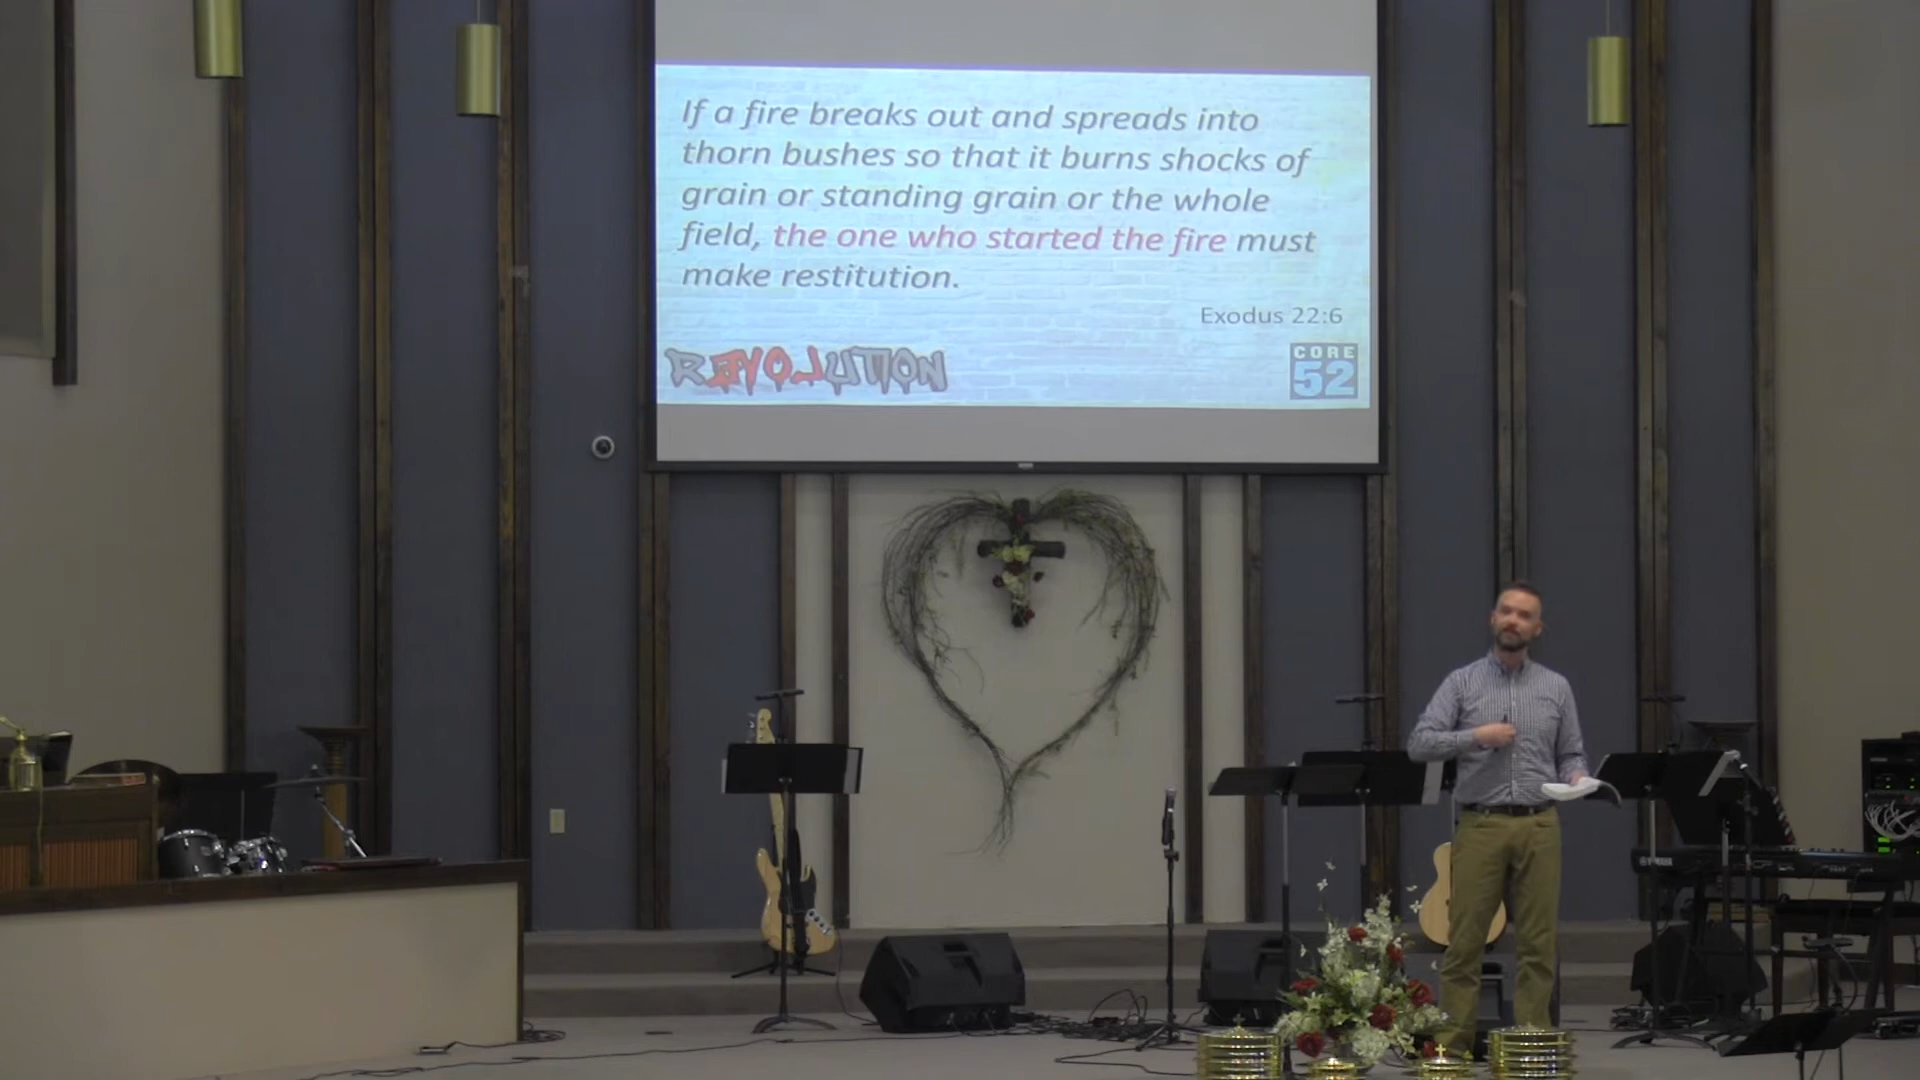 If a fire breaks out and spreads into
thorn bushes so that it burns shocks of
grain or standing grain or the whole
field, the one who started the fire must
make restitution.
Exodus 22:6
REVOLUTION
CORE
52
YAMAHA